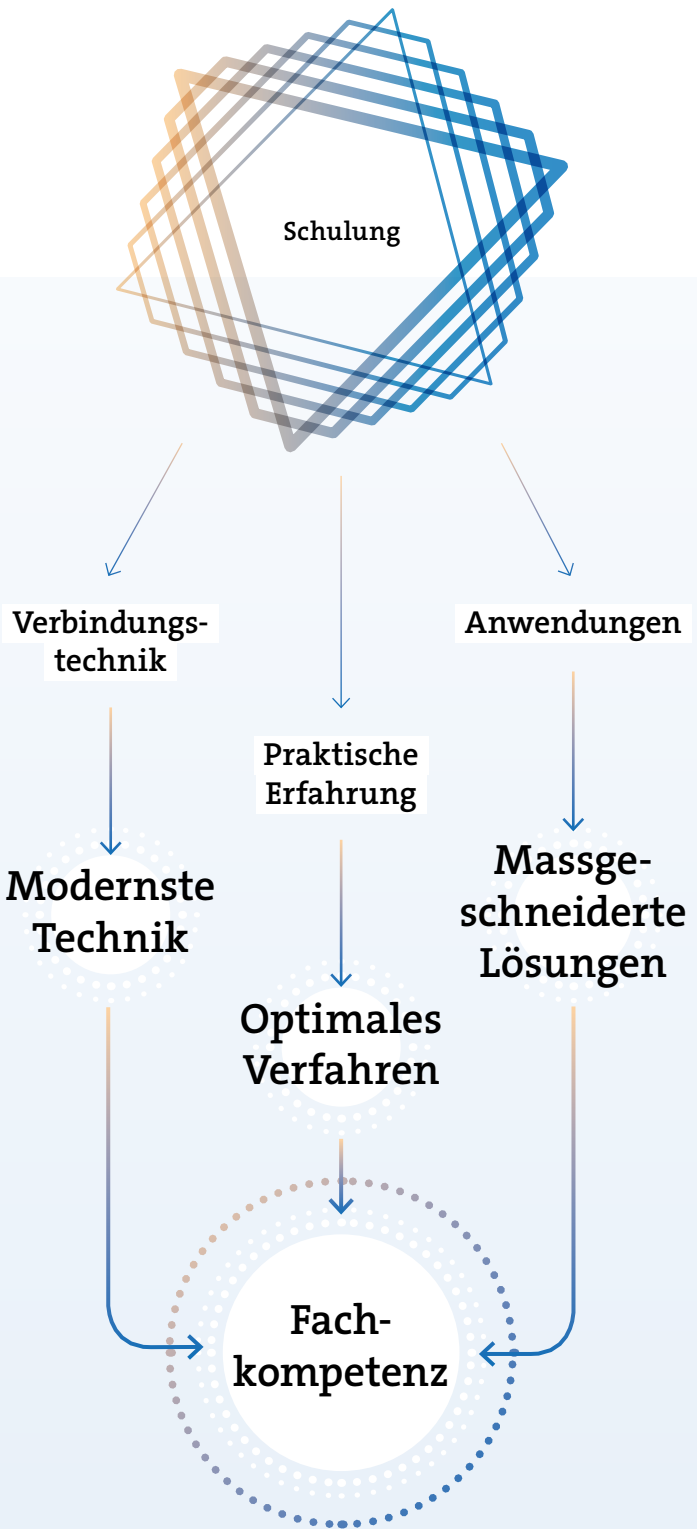 Schulung
Verbindungs-
technik
Anwendungen
Praktische
Erfahrung
Modernste
Technik
Massge-
schneiderte
Lösungen
Optimales
Verfahren
Fach-
kompetenz